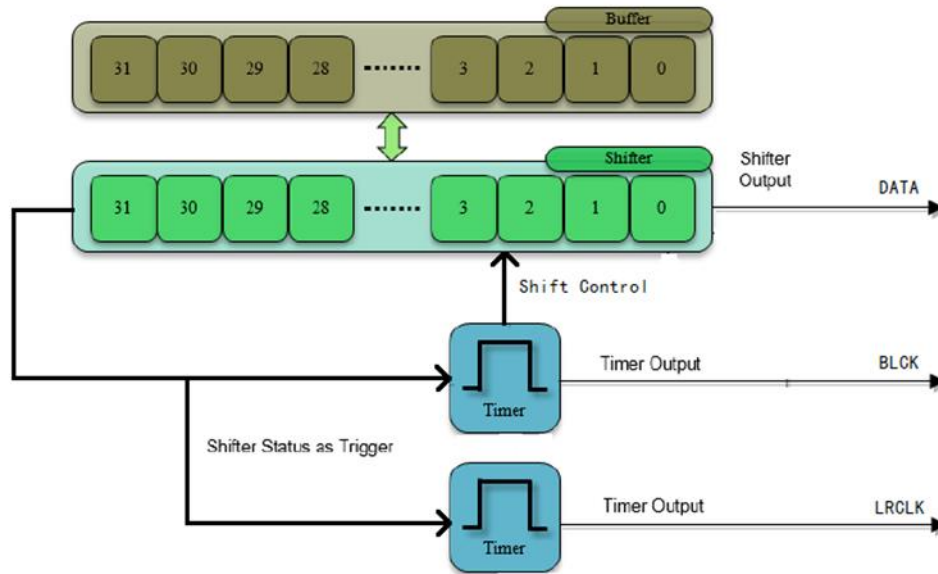 Buffer
31 30 29 28 ······· 3 2 1 0
Shifter
Shifter
Output
DATA
31 30 29 28 ······· 3 2 1 0
Shift Control
Timer Output
BLCK
Timer
Shifter Status as Trigger
Timer Output
LRCLK
Timer